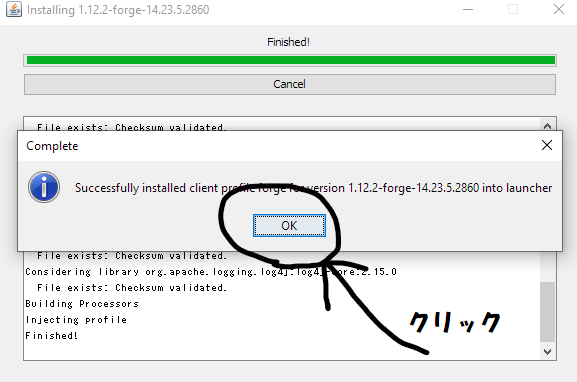 Installing 1.12.2-forge-14.23.5.2860
Finished!
Cancel
File exists: Checksum validated.
Complete
Successfully installed client profile forge for version 1.12.2-forge-14.23.5.2860 into launcher
OK
File exists: Checksum validated.
Considering library org.apache.logging.log4j:log4j-core:2.15.0
File exists: Checksum validated.
Building Processors
Injecting profile
Finished!
クリック